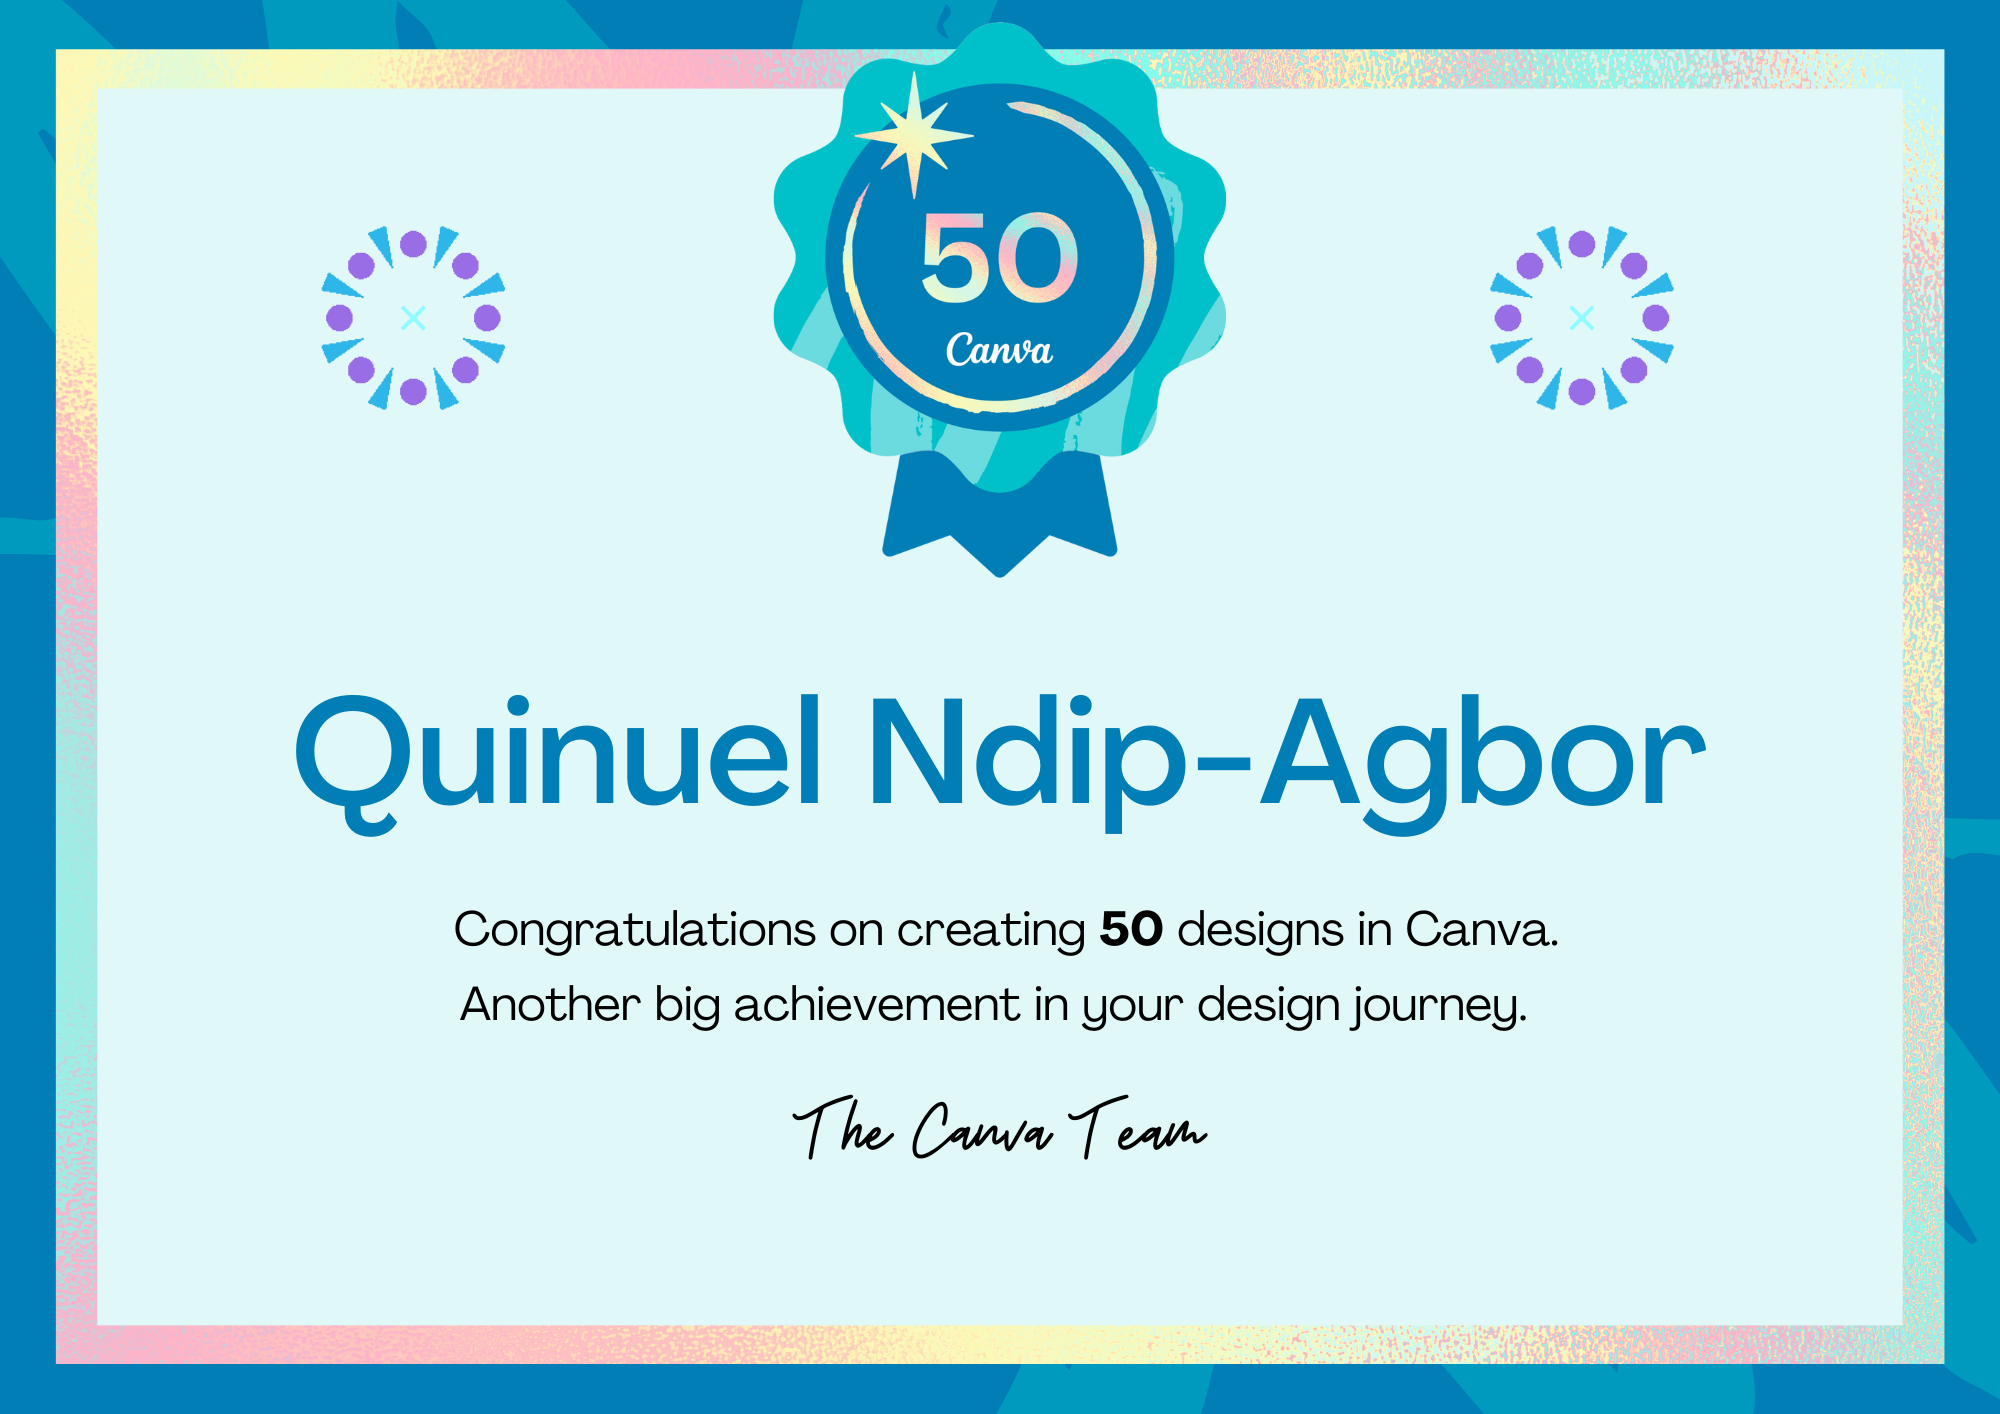 50
Canva
Quinuel Ndip-Agbor
Congratulations on creating 50 designs in Canva.
Another big achievement in your design journey.
The Canva Team